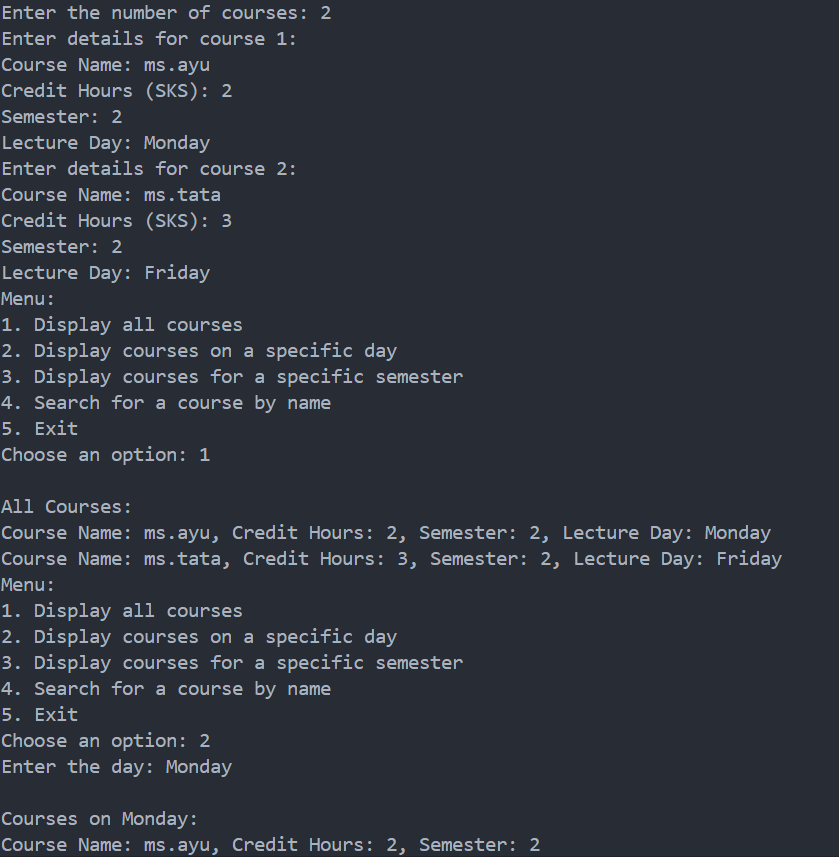 Enter the number of courses: 2
Enter details for course 1:
Course Name: ms.ayu
Credit Hours (SKS): 2
Semester: 2
Lecture Day: Monday
Enter details for course 2:
Course Name: ms.tata
Credit Hours (SKS): 3
Semester: 2
Lecture Day: Friday
Menu:
1. Display all courses
2. Display courses on a specific day
3. Display courses for a specific semester
4. Search for a course by name
5. Exit
Choose an option: 1

All Courses:
Course Name: ms.ayu, Credit Hours: 2, Semester: 2, Lecture Day: Monday
Course Name: ms.tata, Credit Hours: 3, Semester: 2, Lecture Day: Friday
Menu:
1. Display all courses
2. Display courses on a specific day
3. Display courses for a specific semester
4. Search for a course by name
5. Exit
Choose an option: 2
Enter the day: Monday

Courses on Monday:
Course Name: ms.ayu, Credit Hours: 2, Semester: 2